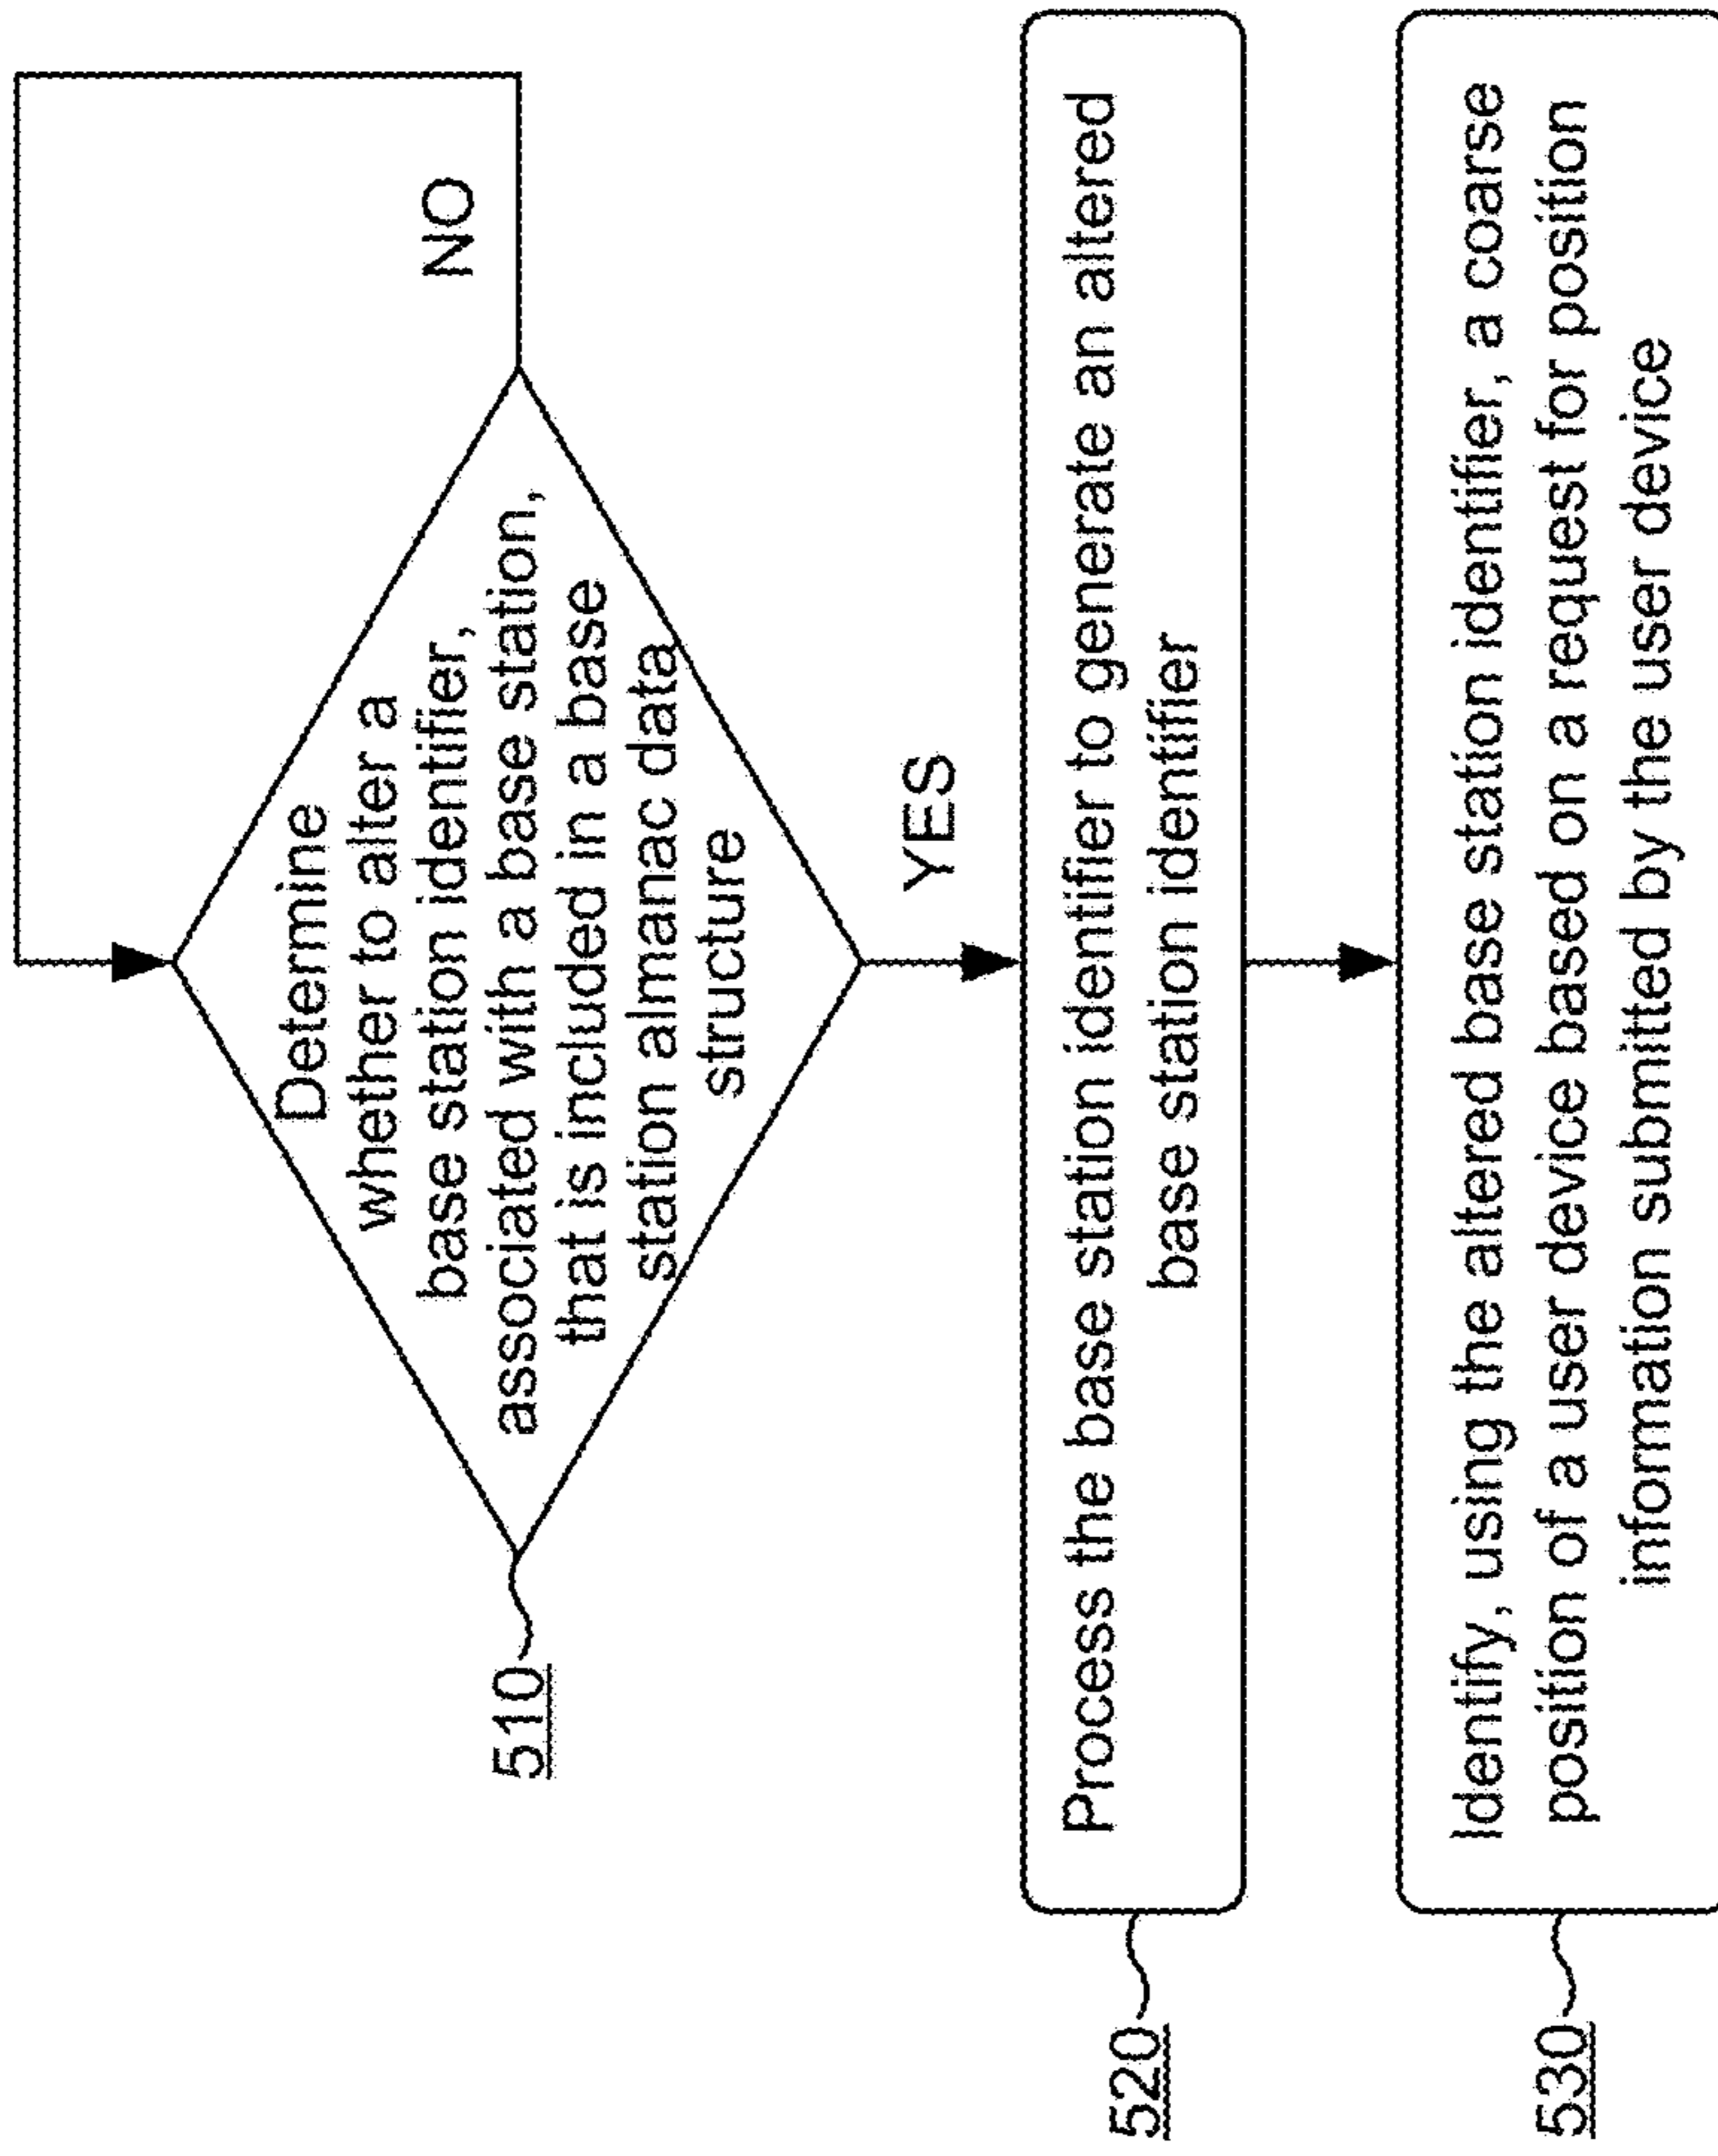 Determine
whether to alter a
base station identifier,
associated with a base station,
that is included in a base
station almanac data
structure
NO
510
YES
Process the base station identifier to generate an altered
base station identifier
520
Identify, using the altered base station identifier, a coarse
position of a user device based on a request for position
information submitted by the user device
530